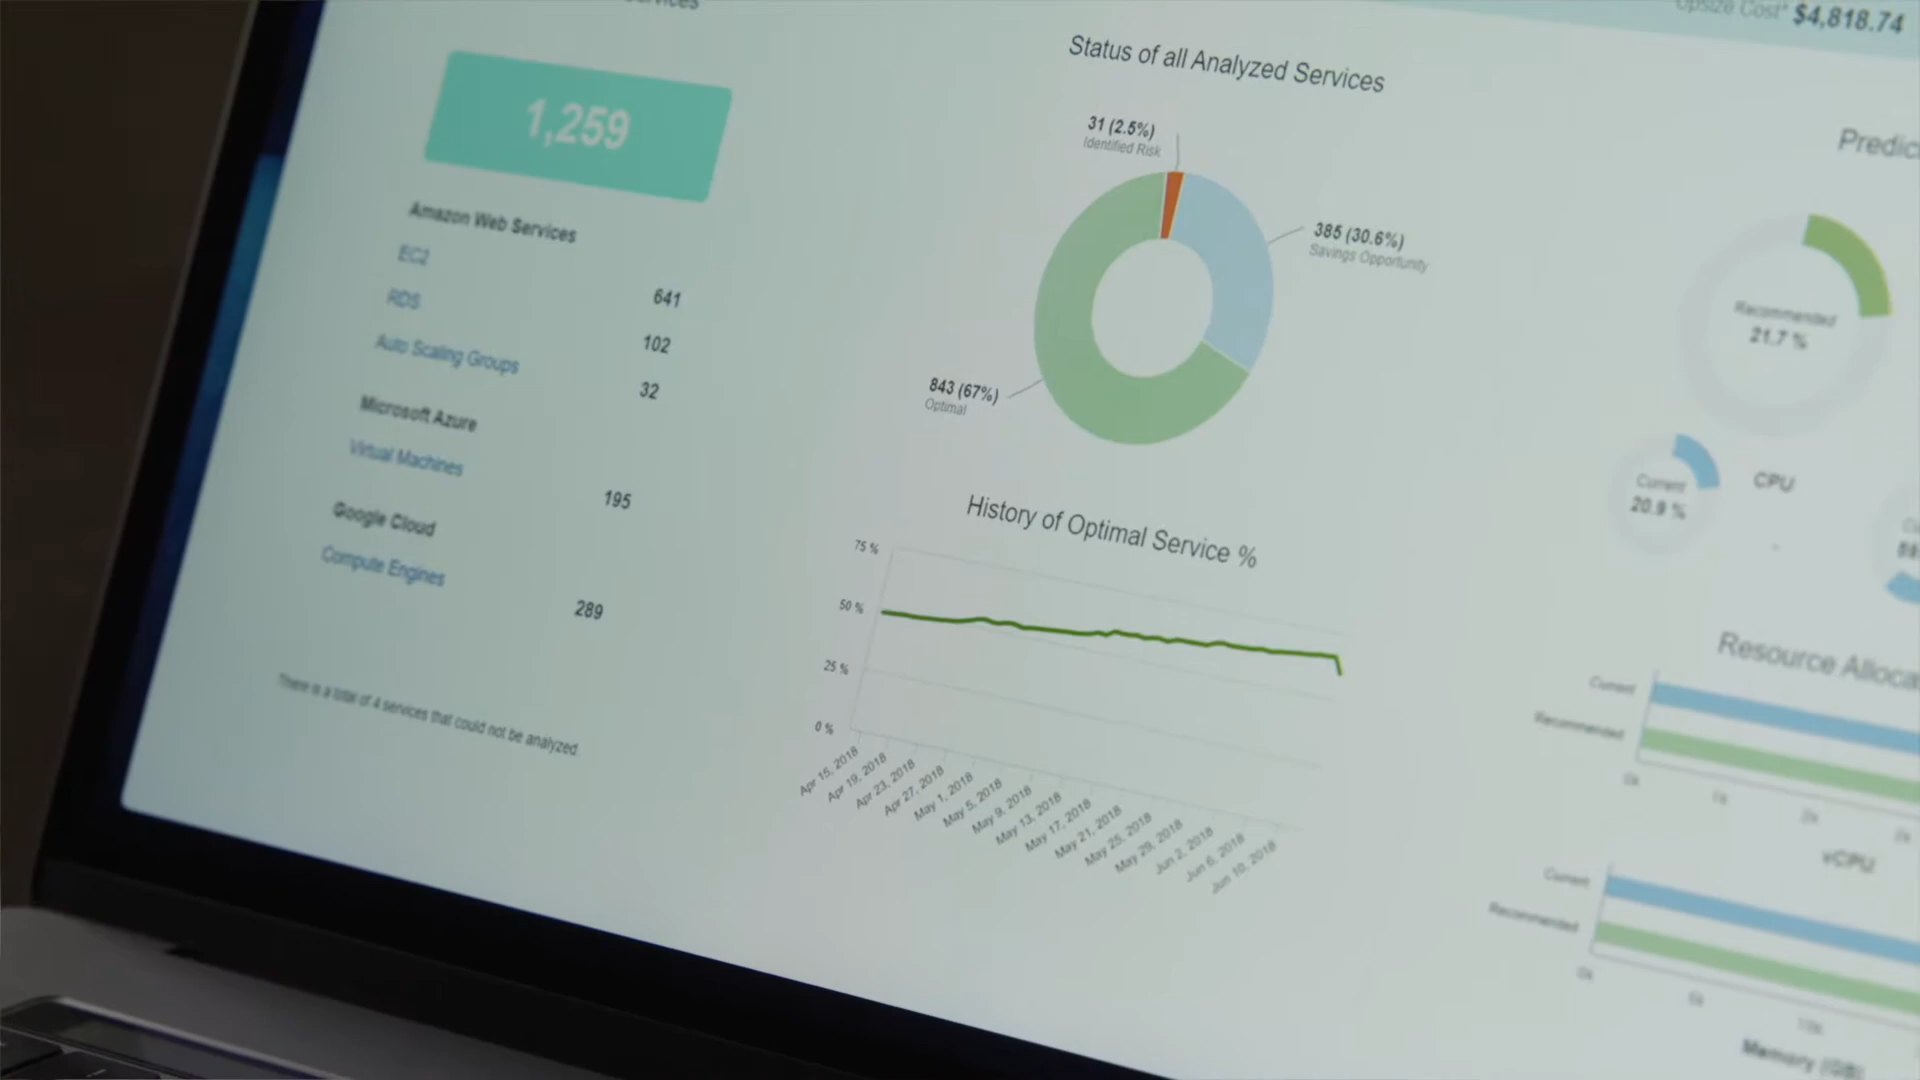 1,259
Amazon Web Services
EC2
641
RDS
102
Auto Scaling Groups
32
Microsoft Azure
Virtual Machines
195
Google Cloud
Compute Engines
289
There is a total of 4 services that could not be analyzed
Status of all Analyzed Services
31 (2.5%)
Identified Risk
385 (30.6%)
Savings Opportunity
843 (67%)
Optimal
History of Optimal Service %
75 %
50 %
25 %
0 %
Apr 15, 2018
Apr 19, 2018
Apr 23, 2018
Apr 27, 2018
May 1, 2018
May 5, 2018
May 9, 2018
May 13, 2018
May 17, 2018
May 21, 2018
May 25, 2018
May 29, 2018
Jun 2, 2018
Jun 6, 2018
Jun 10, 2018
Upsize Cost* $4,818.74
Recommended
21.7 %
Current
20.9 %
CPU
Resource
Current
Recommended
0k
vCPU
Current
Recommended
0k
Memory (GB)